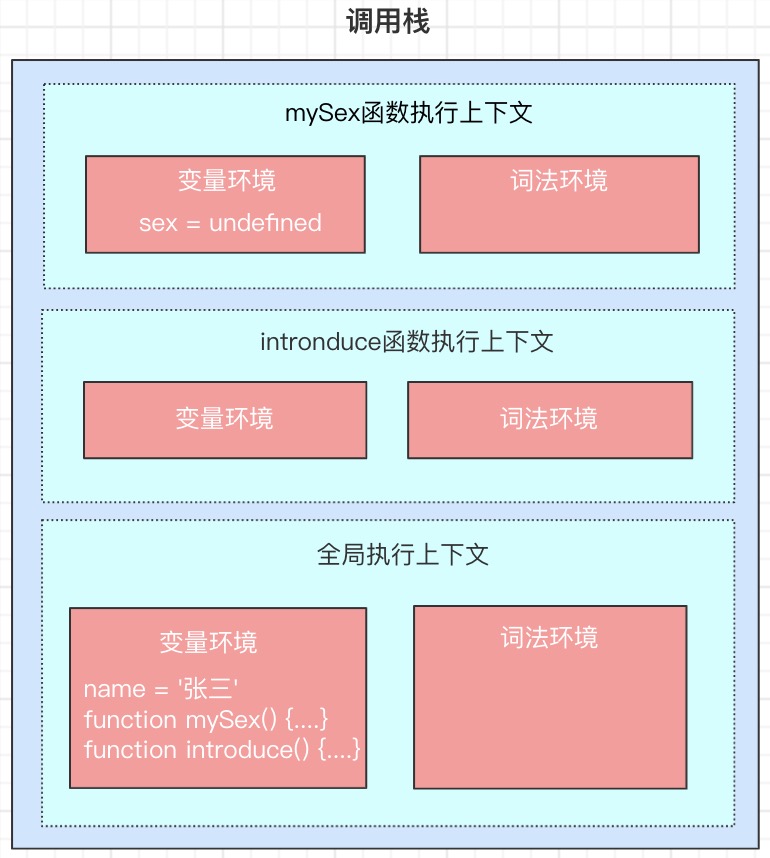 调用栈
mySex函数执行上下文
变量环境
sex = undefined
词法环境
intronduce函数执行上下文
变量环境
词法环境
全局执行上下文
变量环境
name = '张三'
function mySex() {....}
function introduce() {....}
词法环境